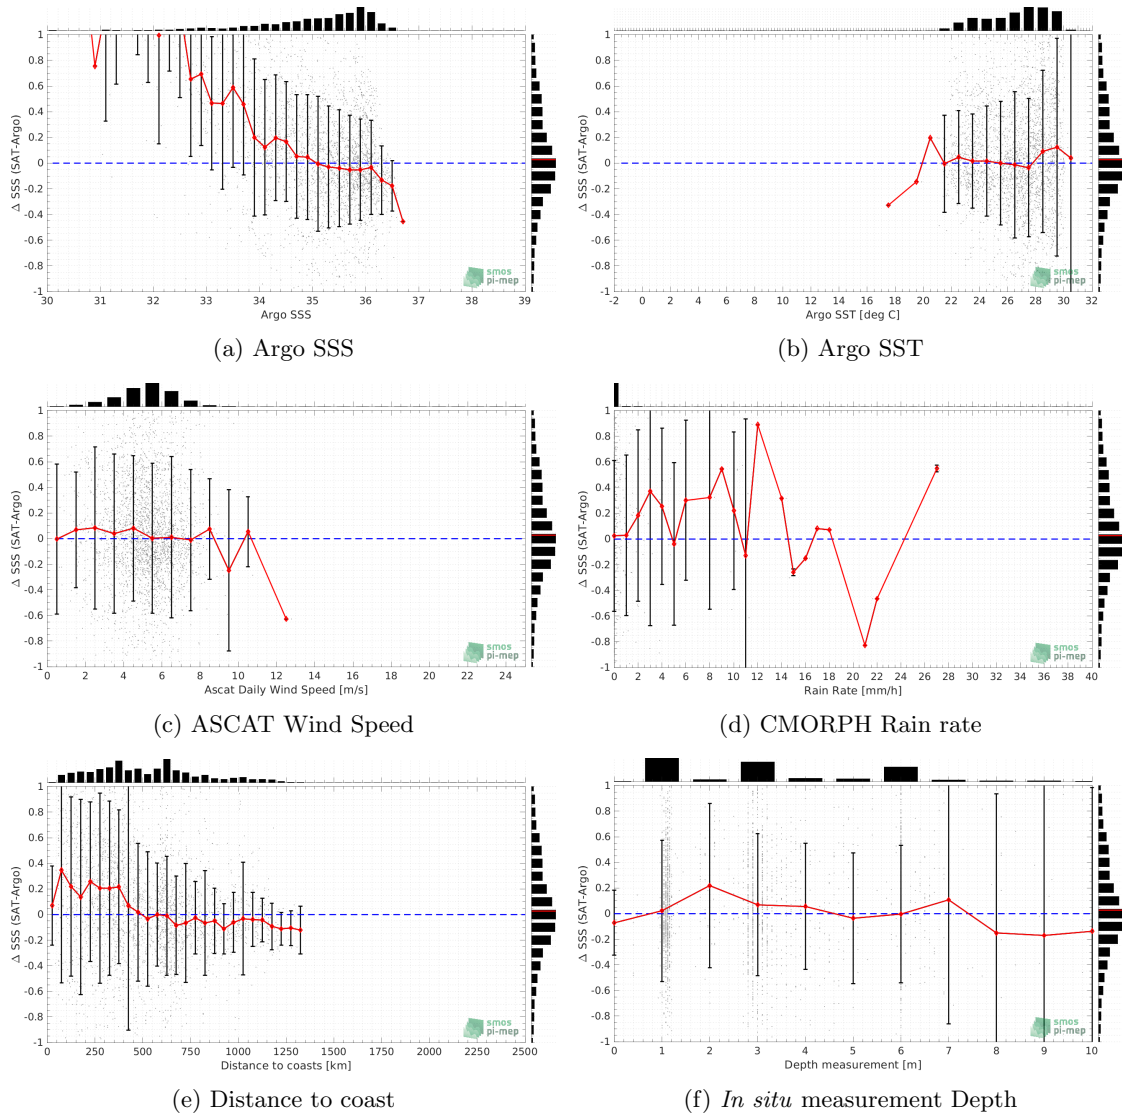 1
0.8
0.6
0.4
0.2
0
-0.2
-0.4
-0.6
-0.8
-1
Δ SSS (SAT-Argo)
30 31 32 33 34 35 36 37 38 39
Argo SSS
smos
pi-mep
(a) Argo SSS
1
0.8
0.6
0.4
0.2
0
-0.2
-0.4
-0.6
-0.8
-1
Δ SSS (SAT-Argo)
-2 0 2 4 6 8 10 12 14 16 18 20 22 24 26 28 30 32
Argo SST [deg C]
smos
pi-mep
(b) Argo SST
1
0.8
0.6
0.4
0.2
0
-0.2
-0.4
-0.6
-0.8
-1
Δ SSS (SAT-Argo)
0 2 4 6 8 10 12 14 16 18 20 22 24
Ascat Daily Wind Speed [m/s]
smos
pi-mep
(c) ASCAT Wind Speed
1
0.8
0.6
0.4
0.2
0
-0.2
-0.4
-0.6
-0.8
-1
Δ SSS (SAT-Argo)
0 2 4 6 8 10 12 14 16 18 20 22 24 26 28 30 32 34 36 38 40
Rain Rate [mm/h]
smos
pi-mep
(d) CMORPH Rain rate
1
0.8
0.6
0.4
0.2
0
-0.2
-0.4
-0.6
-0.8
-1
Δ SSS (SAT-Argo)
0 250 500 750 1000 1250 1500 1750 2000 2250 2500
Distance to coasts [km]
smos
pi-mep
(e) Distance to coast
1
0.8
0.6
0.4
0.2
0
-0.2
-0.4
-0.6
-0.8
-1
Δ SSS (SAT-Argo)
0 1 2 3 4 5 6 7 8 9 10
Depth measurement [m]
smos
pi-mep
(f) In situ measurement Depth